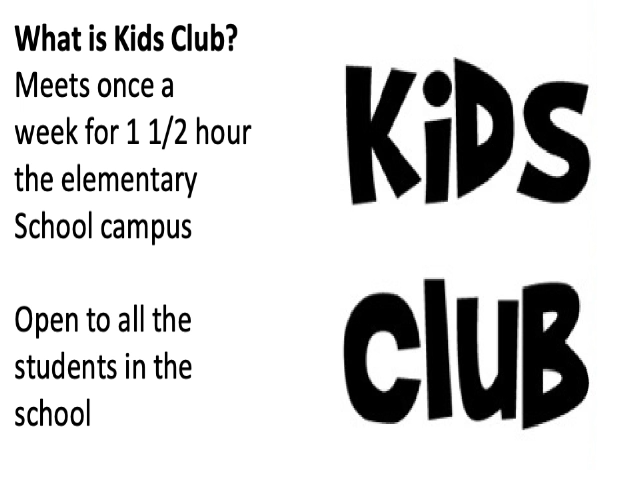 What is Kids Club?
Meets once a
week for 1 1/2 hour
the elementary
School campus
Open to all the
students in the
school
KiDS
CluB